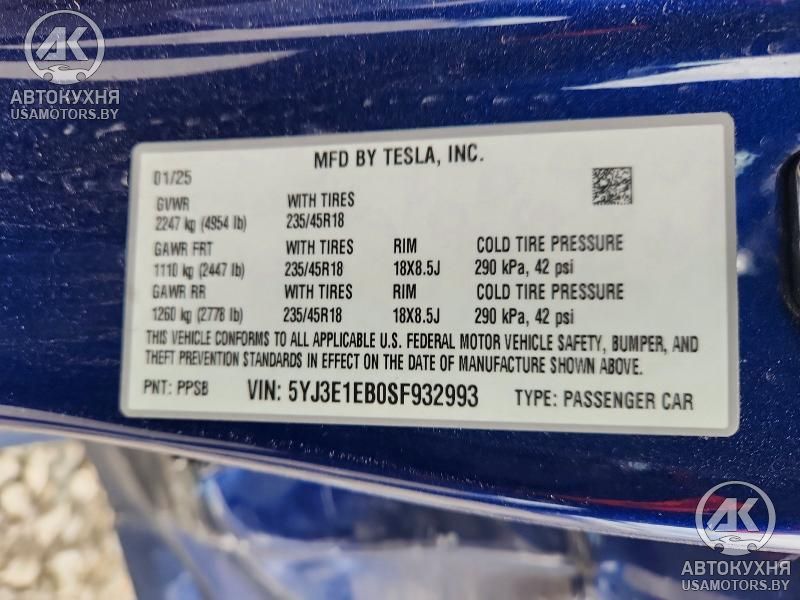 AK
АВТОКУХНЯ
USAMOTORS.BY
MFD BY TESLA, INC.
01/25
GVWR WITH TIRES
2247 kg (4954 lb) 235/45R18
GAWR FRT WITH TIRES RIM COLD TIRE PRESSURE
1110 kg (2447 lb) 235/45R18 18X8.5J 290 kPa, 42 psi
GAWR RR WITH TIRES RIM COLD TIRE PRESSURE
1260 kg (2778 lb) 235/45R18 18X8.5J 290 kPa, 42 psi
THIS VEHICLE CONFORMS TO ALL APPLICABLE U.S. FEDERAL MOTOR VEHICLE SAFETY, BUMPER, AND
THEFT PREVENTION STANDARDS IN EFFECT ON THE DATE OF MANUFACTURE SHOWN ABOVE.
PNT: PPSB VIN: 5YJ3E1EB0SF932993 TYPE: PASSENGER CAR
AK
АВТОКУХНЯ
USAMOTORS.BY